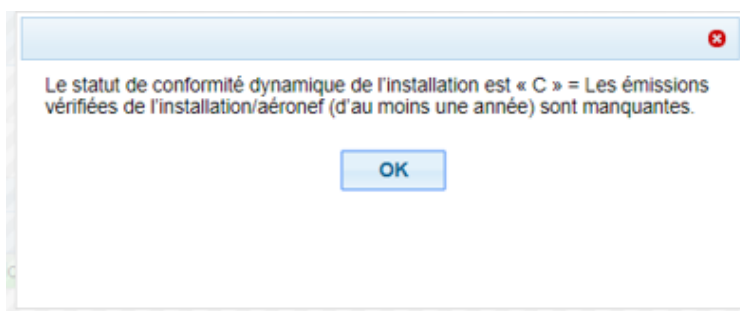 Le statut de conformité dynamique de l'installation est « C » = Les émissions
vérifiées de l'installation/aéronef (d'au moins une année) sont manquantes.
OK